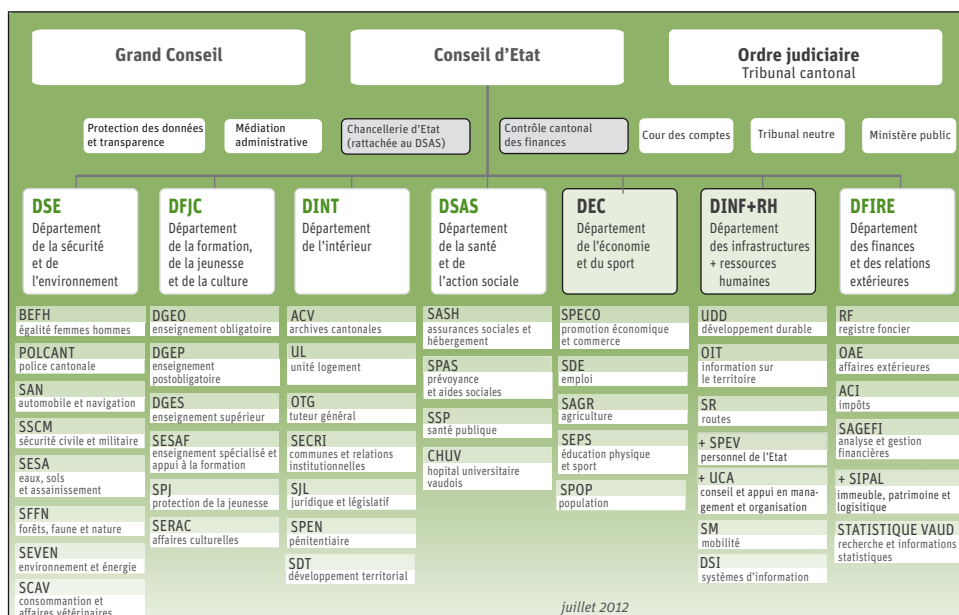 Grand Conseil
Conseil d'Etat
Ordre judiciaire
Tribunal cantonal
Protection des données
et transparence
Médiation
administrative
Chancellerie d'Etat
(rattachée au DSAS)
Contrôle cantonal
des finances
Cour des comptes
Tribunal neutre
Ministère public
DSE
Département
de la sécurité
et de
l'environnement
DFJC
Département
de la formation,
de la jeunesse
et de la culture
DINT
Département
de l'intérieur
DSAS
Département
de la santé
et de
l'action sociale
DEC
Département
de l'économie
et du sport
DINF+RH
Département
des infrastructures
+ ressources
humaines
DFIRE
Département
des finances
et des relations
extérieures
BEFH
égalité femmes hommes
POLCANT
police cantonale
SAN
automobile et navigation
SSCM
sécurité civile et militaire
SESA
eaux, sols
et assainissement
SFFN
forêts, faune et nature
SEVEN
environnement et énergie
SCAV
consommantion et
affaires vétérinaires
DGEO
enseignement obligatoire
DGEP
enseignement
postobligatoire
DGES
enseignement supérieur
SESAF
enseignement spécialisé et
appui à la formation
SPJ
protection de la jeunesse
SERAC
affaires culturelles
ACV
archives cantonales
UL
unité logement
OTG
tuteur général
SECRI
communes et relations
institutionnelles
SJL
juridique et législatif
SPEN
pénitentiaire
SDT
développement territorial
SASH
assurances sociales et
hébergement
SPAS
prévoyance
et aides sociales
SSP
santé publique
CHUV
hopital universitaire
vaudois
SPECO
promotion économique
et commerce
SDE
emploi
SAGR
agriculture
SEPS
éducation physique
et sport
SPOP
population
UDD
développement durable
OIT
information sur
le territoire
SR
routes
+ SPEV
personnel de l'Etat
+ UCA
conseil et appui en mana-
gement et organisation
SM
mobilité
DSI
systèmes d'information
RF
registre foncier
OAE
affaires extérieures
ACI
impôts
SAGEFI
analyse et gestion
financières
+ SIPAL
immeuble, patrimoine et
logisitique
STATISTIQUE VAUD
recherche et informations
statistiques
juillet 2012